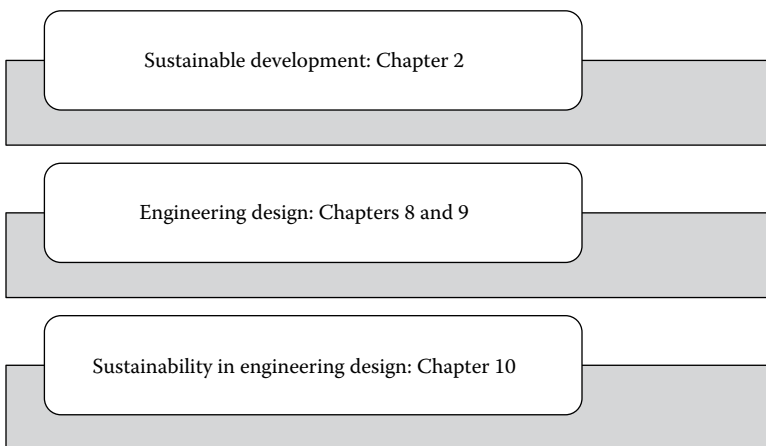 Sustainable development: Chapter 2
Engineering design: Chapters 8 and 9
Sustainability in engineering design: Chapter 10